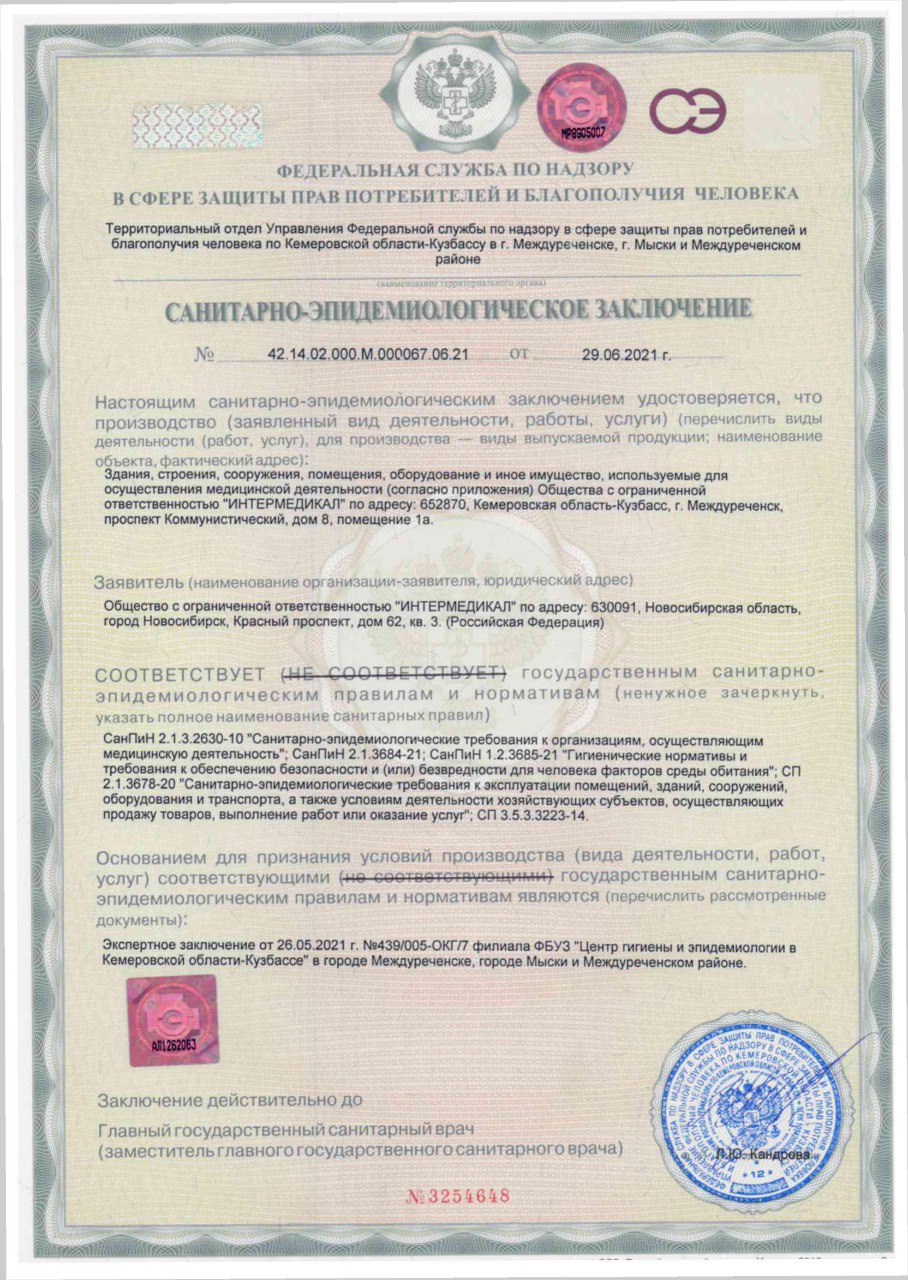 МР8905007
СЭ
ФЕДЕРАЛЬНАЯ СЛУЖБА ПО НАДЗОРУ
В СФЕРЕ ЗАЩИТЫ ПРАВ ПОТРЕБИТЕЛЕЙ И БЛАГОПОЛУЧИЯ ЧЕЛОВЕКА
Территориальный отдел Управления Федеральной службы по надзору в сфере защиты прав потребителей и
благополучия человека по Кемеровской области-Кузбассу в г. Междуреченске, г. Мыски и Междуреченском
районе
(наименование территориального органа)
САНИТАРНО-ЭПИДЕМИОЛОГИЧЕСКОЕ ЗАКЛЮЧЕНИЕ
№ 42.14.02.000.М.000067.06.21 от 29.06.2021 г.
Настоящим санитарно-эпидемиологическим заключением удостоверяется, что
производство (заявленный вид деятельности, работы, услуги) (перечислить виды
деятельности (работ, услуг), для производства — виды выпускаемой продукции; наименование
объекта, фактический адрес):
Здания, строения, сооружения, помещения, оборудование и иное имущество, используемые для
осуществления медицинской деятельности (согласно приложения) Общества с ограниченной
ответственностью "ИНТЕРМЕДИКАЛ" по адресу: 652870, Кемеровская область-Кузбасс, г. Междуреченск,
проспект Коммунистический, дом 8, помещение 1а.
Заявитель (наименование организации-заявителя, юридический адрес)
Общество с ограниченной ответственностью "ИНТЕРМЕДИКАЛ" по адресу: 630091, Новосибирская область,
город Новосибирск, Красный проспект, дом 62, кв. 3. (Российская Федерация)
СООТВЕТСТВУЕТ (НЕ СООТВЕТСТВУЕТ) государственным санитарно-
эпидемиологическим правилам и нормативам (ненужное зачеркнуть,
указать полное наименование санитарных правил)
СанПиН 2.1.3.2630-10 "Санитарно-эпидемиологические требования к организациям, осуществляющим
медицинскую деятельность"; СанПиН 2.1.3684-21; СанПиН 1.2.3685-21 "Гигиенические нормативы и
требования к обеспечению безопасности и (или) безвредности для человека факторов среды обитания"; СП
2.1.3678-20 "Санитарно-эпидемиологические требования к эксплуатации помещений, зданий, сооружений,
оборудования и транспорта, а также условиям деятельности хозяйствующих субъектов, осуществляющих
продажу товаров, выполнение работ или оказание услуг"; СП 3.5.3.3223-14.
Основанием для признания условий производства (вида деятельности, работ,
услуг) соответствующими (не соответствующими) государственным санитарно-
эпидемиологическим правилам и нормативам являются (перечислить рассмотренные
документы):
Экспертное заключение от 26.05.2021 г. №439/005-ОКГ/7 филиала ФБУЗ "Центр гигиены и эпидемиологии в
Кемеровской области-Кузбассе" в городе Междуреченске, городе Мыски и Междуреченском районе.
АЛ1262063
Заключение действительно до
Главный государственный санитарный врач
(заместитель главного государственного санитарного врача)
Л.Ю. Кандрова
* 12 *
№3254648